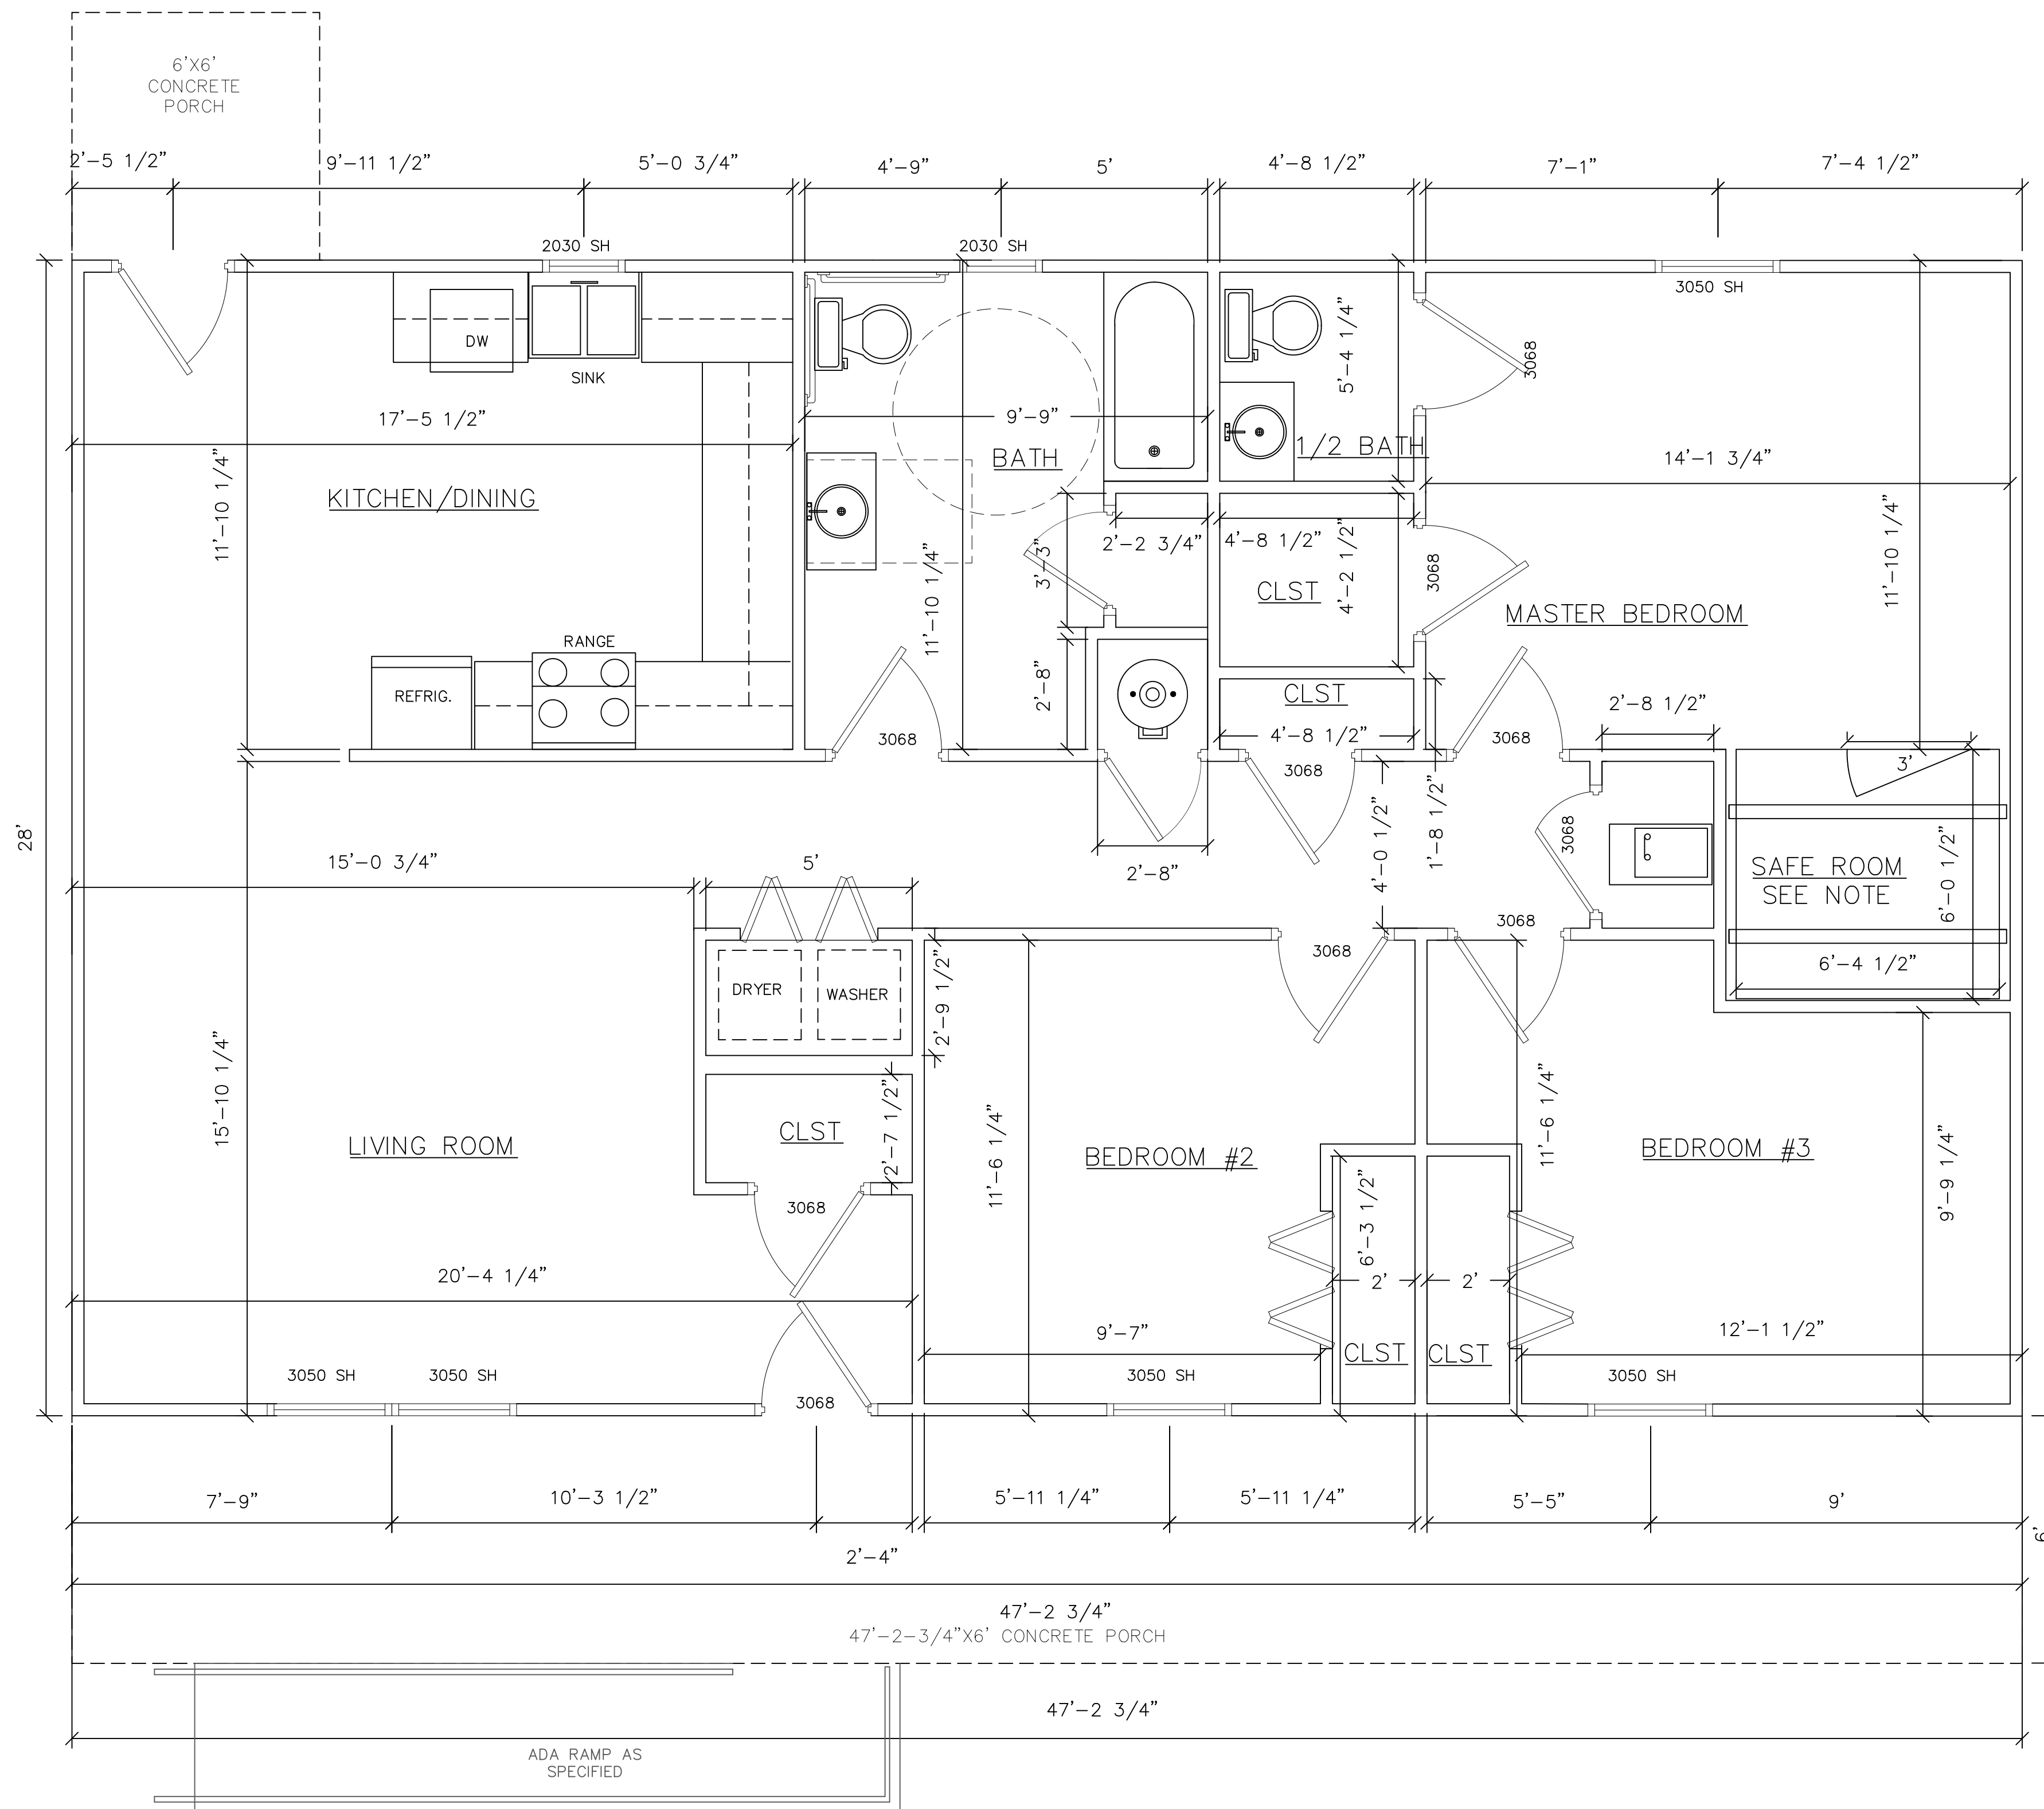 6'X6'
CONCRETE
PORCH
2'-5 1/2"
9'-11 1/2"
5'-0 3/4"
4'-9"
5'
4'-8 1/2"
7'-1"
7'-4 1/2"
2030 SH
2030 SH
3050 SH
DW
SINK
5'-4 1/4"
3068
17'-5 1/2"
9'-9"
BATH
1/2 BATH
14'-1 3/4"
11'-10 1/4"
KITCHEN/DINING
11'-10 1/4"
3'-3"
2'-2 3/4"
4'-8 1/2"
4'-2 1/2"
CLST
3068
11'-10 1/4"
MASTER BEDROOM
RANGE
REFRIG.
2'-8"
CLST
4'-8 1/2"
2'-8 1/2"
3068
3068
3068
3'
28'
15'-0 3/4"
5'
2'-8"
4'-0 1/2"
1'-8 1/2"
3068
SAFE ROOM
SEE NOTE
6'-0 1/2"
6'-4 1/2"
3068
3068
DRYER
WASHER
2'-9 1/2"
15'-10 1/4"
LIVING ROOM
CLST
2'-7 1/2"
11'-6 1/4"
BEDROOM #2
11'-6 1/4"
BEDROOM #3
9'-9 1/4"
3068
6'-3 1/2"
20'-4 1/4"
2'
2'
9'-7"
CLST
CLST
12'-1 1/2"
3050 SH
3050 SH
3068
3050 SH
3050 SH
7'-9"
10'-3 1/2"
5'-11 1/4"
5'-11 1/4"
5'-5"
9'
6'
2'-4"
47'-2 3/4"
47'-2-3/4"X6' CONCRETE PORCH
47'-2 3/4"
ADA RAMP AS
SPECIFIED